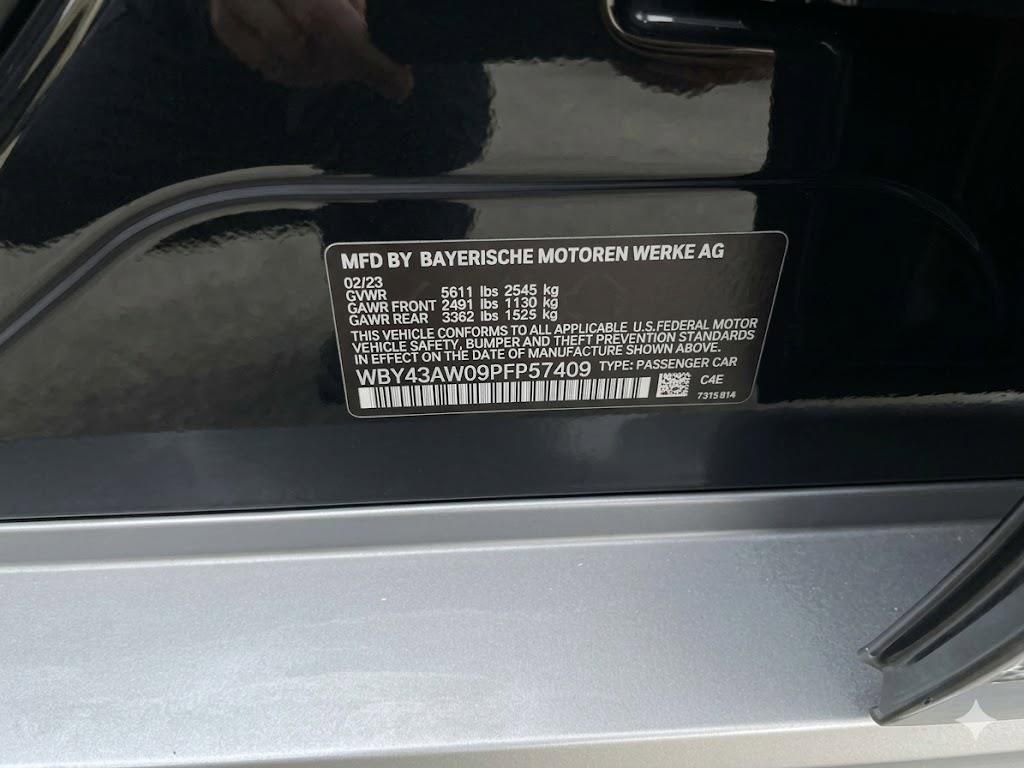 MFD BY BAYERISCHE MOTOREN WERKE AG
02/23
GVWR 5611 lbs 2545 kg
GAWR FRONT 2491 lbs 1130 kg
GAWR REAR 3362 lbs 1525 kg
THIS VEHICLE CONFORMS TO ALL APPLICABLE U.S.FEDERAL MOTOR
VEHICLE SAFETY, BUMPER AND THEFT PREVENTION STANDARDS
IN EFFECT ON THE DATE OF MANUFACTURE SHOWN ABOVE.
WBY43AW09PFP57409 TYPE: PASSENGER CAR
C4E
7315814